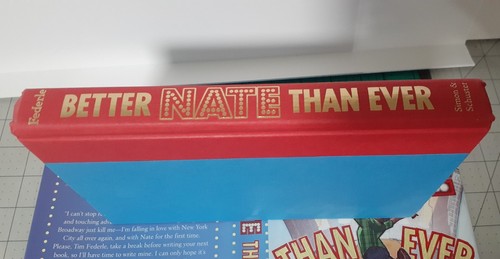 Federle BETTER NATE THAN EVER Simon & Schuster
"I can't stop
and touching adv
Broadway just kill me—I'm falling in love with New York
City all over again, and with Nate for the first time.
Please, Tim Federle, take a break before writing your next
book, so I'll have time to write mine. I can only hope it's
E TH
THAN EVER